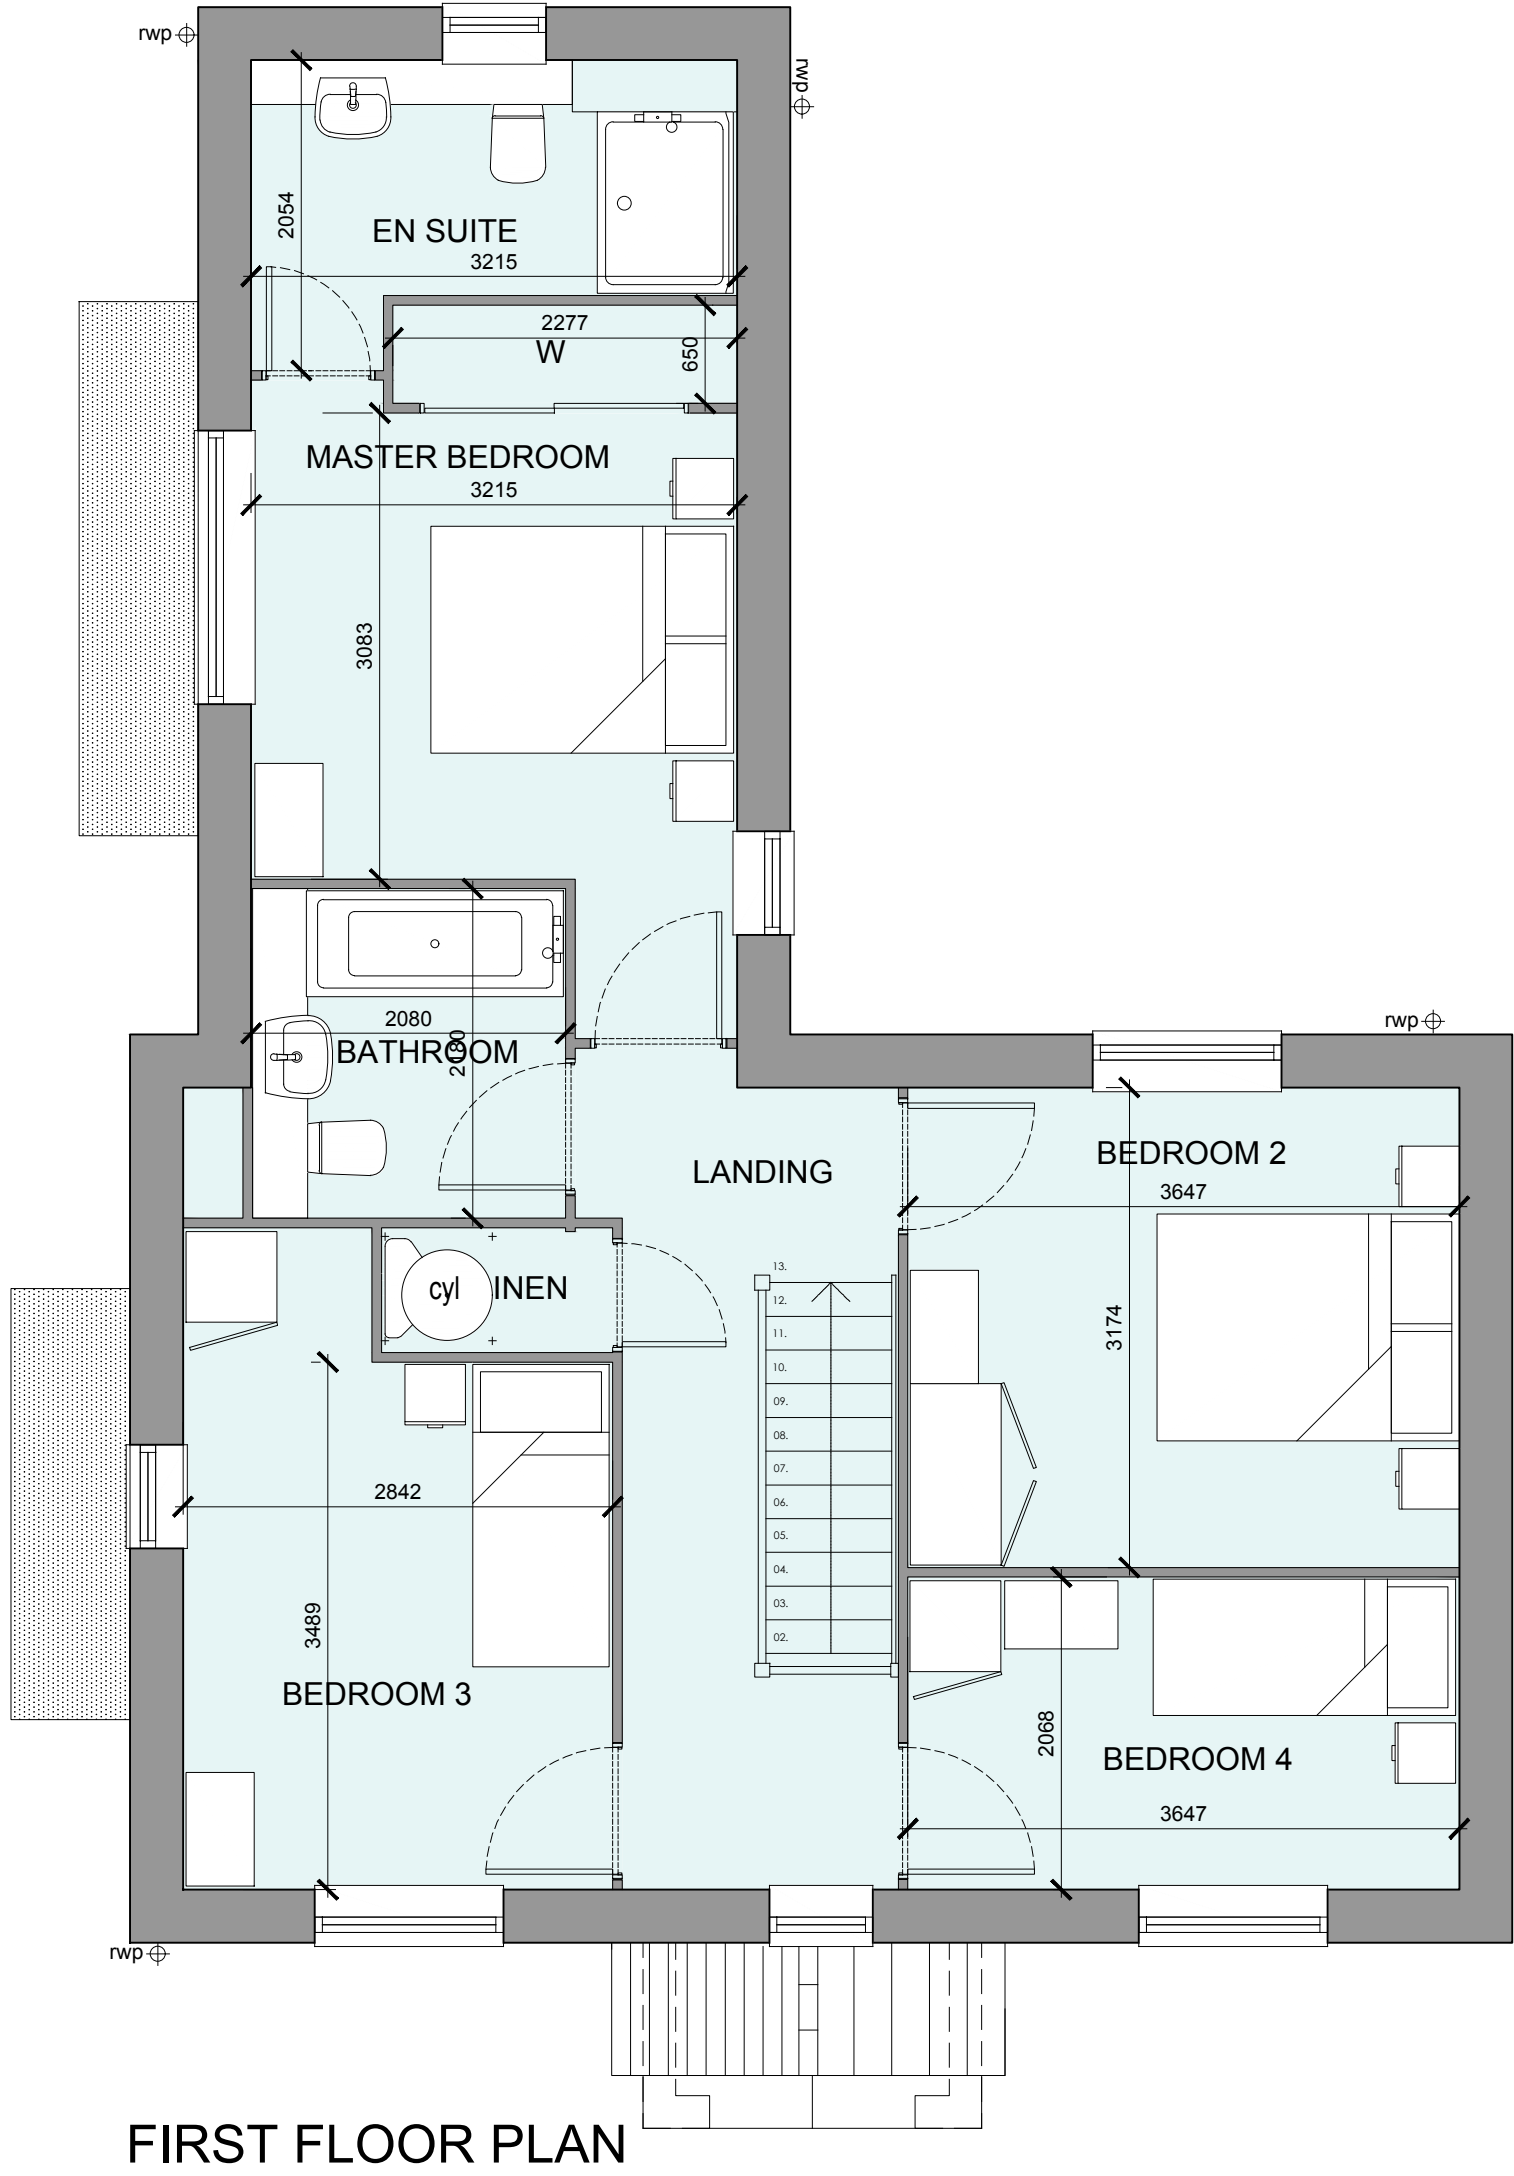 rwp
rwp
2054
EN SUITE
3215
2277
W
650
MASTER BEDROOM
3215
3083
2080
BATHROOM
2180
rwp
LANDING
BEDROOM 2
3647
cyl
INEN
3174
13.
12.
11.
10.
09.
08.
07.
06.
05.
04.
03.
02.
2842
3489
BEDROOM 3
2068
BEDROOM 4
3647
rwp
FIRST FLOOR PLAN